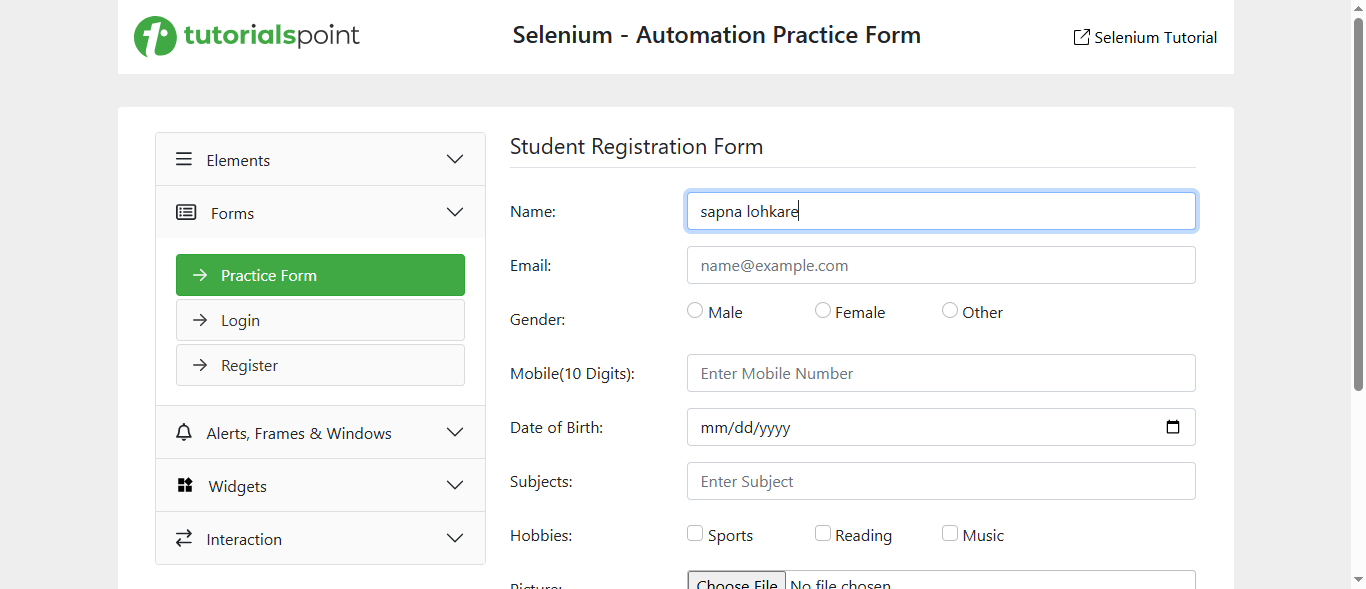 tutorialspoint
Selenium - Automation Practice Form
Selenium Tutorial
Elements
Forms
Practice Form
Login
Register
Alerts, Frames & Windows
Widgets
Interaction
Student Registration Form
Name: sapna lohkare
Email: name@example.com
Gender: Male Female Other
Mobile(10 Digits): Enter Mobile Number
Date of Birth: mm/dd/yyyy
Subjects: Enter Subject
Hobbies: Sports Reading Music
Picture: Choose File No file chosen